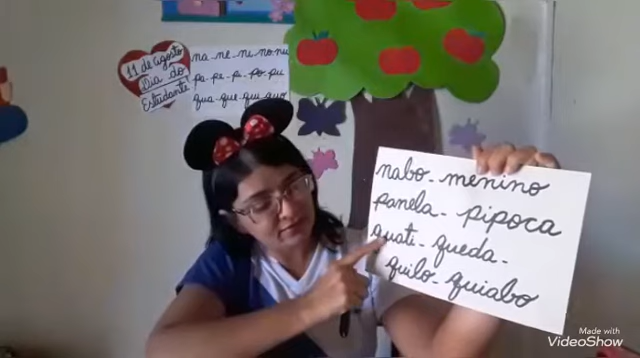 11 de agosto
Dia do
Estudante!
na-ne-ni-no-nu
pa-pe-pi-po-pu
qua-que-qui-quo
nabo-menino
panela-pipoca
quati-queda-
quilo-quiabo
Made with
VideoShow